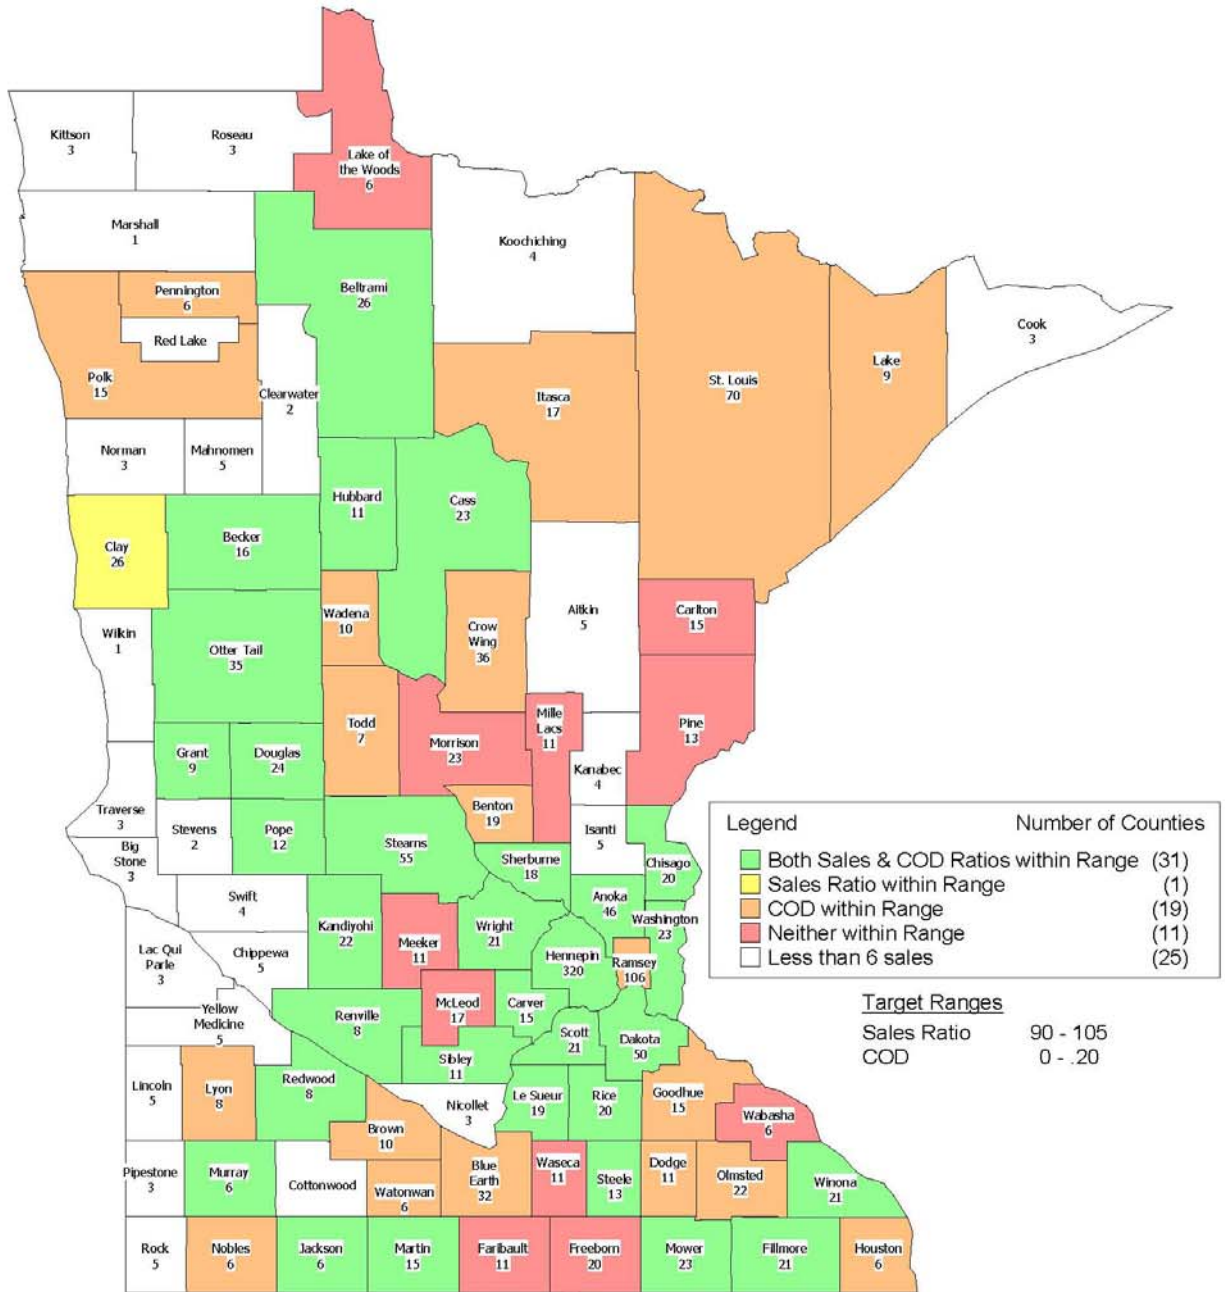 Kittson
3
Roseau
3
Lake of
the Woods
6
Marshall
1
Koochiching
4
Pennington
6
Beltrami
26
Red Lake
Cook
3
Polk
15
Clearwater
2
Itasca
17
St. Louis
70
Lake
9
Norman
3
Mahnomen
5
Hubbard
11
Cass
23
Clay
26
Becker
16
Wilkin
1
Wadena
10
Crow
Wing
36
Aitkin
5
Carlton
15
Otter Tail
35
Todd
7
Morrison
23
Mille
Lacs
11
Pine
13
Grant
9
Douglas
24
Kanabec
4
Traverse
3
Stevens
2
Pope
12
Benton
19
Isanti
5
Big
Stone
3
Stearns
55
Sherburne
18
Chisago
20
Swift
4
Anoka
46
Washington
23
Kandiyohi
22
Meeker
11
Wright
21
Lac Qui
Parle
3
Chippewa
5
Hennepin
320
Ramsey
106
Yellow
Medicine
5
Renville
8
McLeod
17
Carver
15
Scott
21
Dakota
50
Sibley
11
Lincoln
5
Lyon
8
Redwood
8
Nicollet
3
Le Sueur
19
Rice
20
Goodhue
15
Wabasha
6
Brown
10
Pipestone
3
Murray
6
Cottonwood
Watonwan
6
Blue
Earth
32
Waseca
11
Steele
13
Dodge
11
Olmsted
22
Winona
21
Rock
5
Nobles
6
Jackson
6
Martin
15
Faribault
11
Freeborn
20
Mower
23
Fillmore
21
Houston
6
Legend Number of Counties
Both Sales & COD Ratios within Range (31)
Sales Ratio within Range (1)
COD within Range (19)
Neither within Range (11)
Less than 6 sales (25)
Target Ranges
Sales Ratio 90 - 105
COD 0 - .20